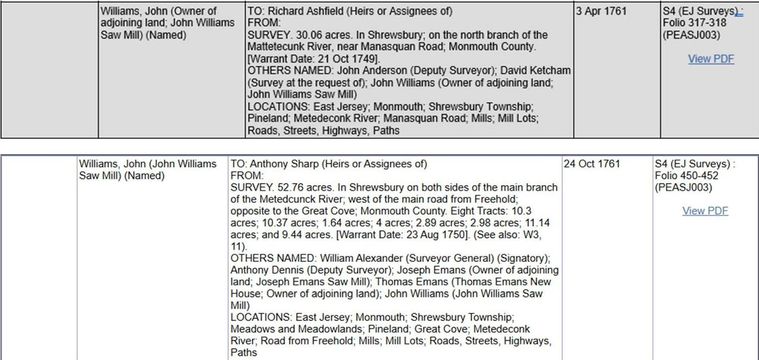 Williams, John (Owner of
adjoining land; John Williams
Saw Mill) (Named)
TO: Richard Ashfield (Heirs or Assignees of)
FROM:
SURVEY. 30.06 acres. In Shrewsbury; on the north branch of the
Mattetecunk River, near Manasquan Road; Monmouth County.
[Warrant Date: 21 Oct 1749].
OTHERS NAMED: John Anderson (Deputy Surveyor); David Ketcham
(Survey at the request of); John Williams (Owner of adjoining land;
John Williams Saw Mill)
LOCATIONS: East Jersey; Monmouth; Shrewsbury Township;
Pineland; Metedeconk River; Manasquan Road; Mills; Mill Lots;
Roads, Streets, Highways, Paths
3 Apr 1761
S4 (EJ Surveys) :
Folio 317-318
(PEASJ003)
View PDF
Williams, John (John Williams
Saw Mill) (Named)
TO: Anthony Sharp (Heirs or Assignees of)
FROM:
SURVEY. 52.76 acres. In Shrewsbury on both sides of the main branch
of the Metedcunck River; west of the main road from Freehold;
opposite to the Great Cove; Monmouth County. Eight Tracts: 10.3
acres; 10.37 acres; 1.64 acres; 4 acres; 2.89 acres; 2.98 acres; 11.14
acres; and 9.44 acres. [Warrant Date: 23 Aug 1750]. (See also: W3,
11).
OTHERS NAMED: William Alexander (Surveyor General) (Signatory);
Anthony Dennis (Deputy Surveyor); Joseph Emans (Owner of adjoining
land; Joseph Emans Saw Mill); Thomas Emans (Thomas Emans New
House; Owner of adjoining land); John Williams (John Williams Saw
Mill)
LOCATIONS: East Jersey; Monmouth; Shrewsbury Township;
Meadows and Meadowlands; Pineland; Great Cove; Metedeconk
River; Road from Freehold; Mills; Mill Lots; Roads, Streets, Highways,
Paths
24 Oct 1761
S4 (EJ Surveys) :
Folio 450-452
(PEASJ003)
View PDF